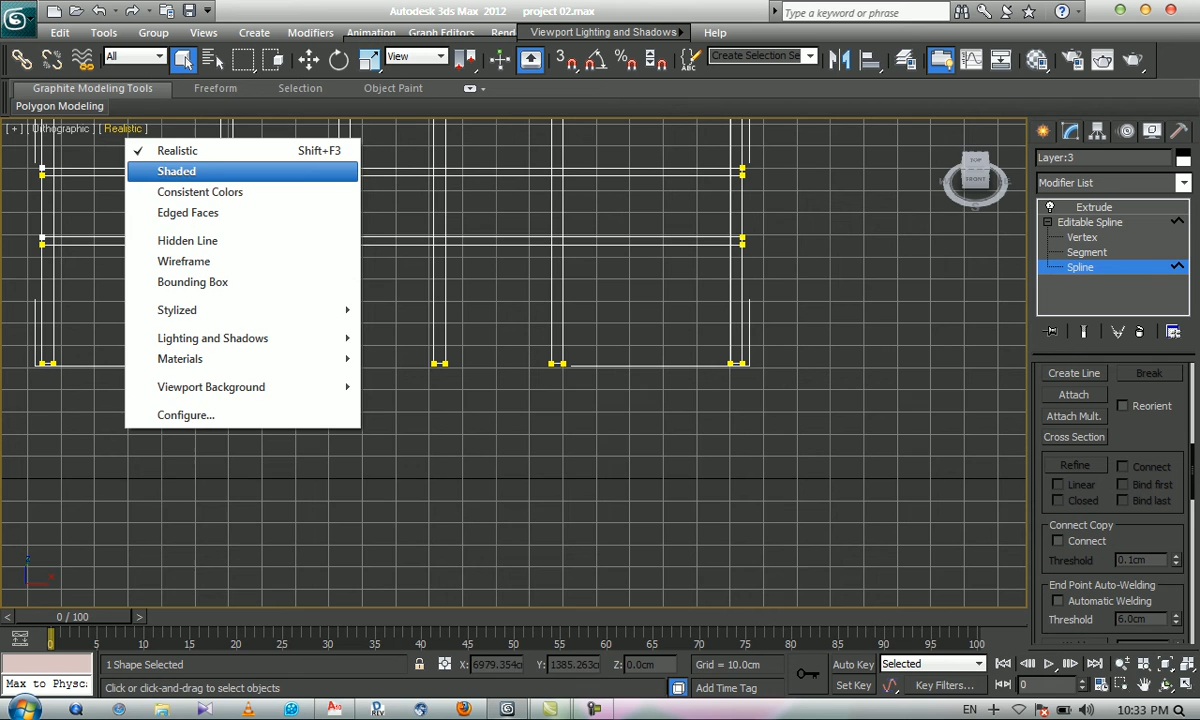 Autodesk 3ds Max 2012 project 02.max
Type a keyword or phrase
Edit Tools Group Views Create Modifiers Animation Graph Editors Rend Viewport Lighting and Shadows Help
All View Create Selection Se
Graphite Modeling Tools Freeform Selection Object Paint
Polygon Modeling
[ + ] [ Orthographic ] [ Realistic ]
Realistic Shift+F3
Shaded
Consistent Colors
Edged Faces
Hidden Line
Wireframe
Bounding Box
Stylized
Lighting and Shadows
Materials
Viewport Background
Configure...
TOP
FRONT
S
Layer:3
Modifier List
Extrude
Editable Spline
Vertex
Segment
Spline
Create Line Break
Attach Reorient
Attach Mult.
Cross Section
Refine Connect
Linear Bind first
Closed Bind last
Connect Copy
Connect
Threshold 0.1cm
End Point Auto-Welding
Automatic Welding
Threshold 6.0cm
0 / 100
0 5 10 15 20 25 30 35 40 45 50 55 60 65 70 75 80 85 90 95 100
1 Shape Selected X: 6979.354c Y: 1385.263c Z: 0.0cm Grid = 10.0cm Auto Key Selected
Max to Physc
Click or click-and-drag to select objects Add Time Tag Set Key Key Filters... 0
EN 10:33 PM